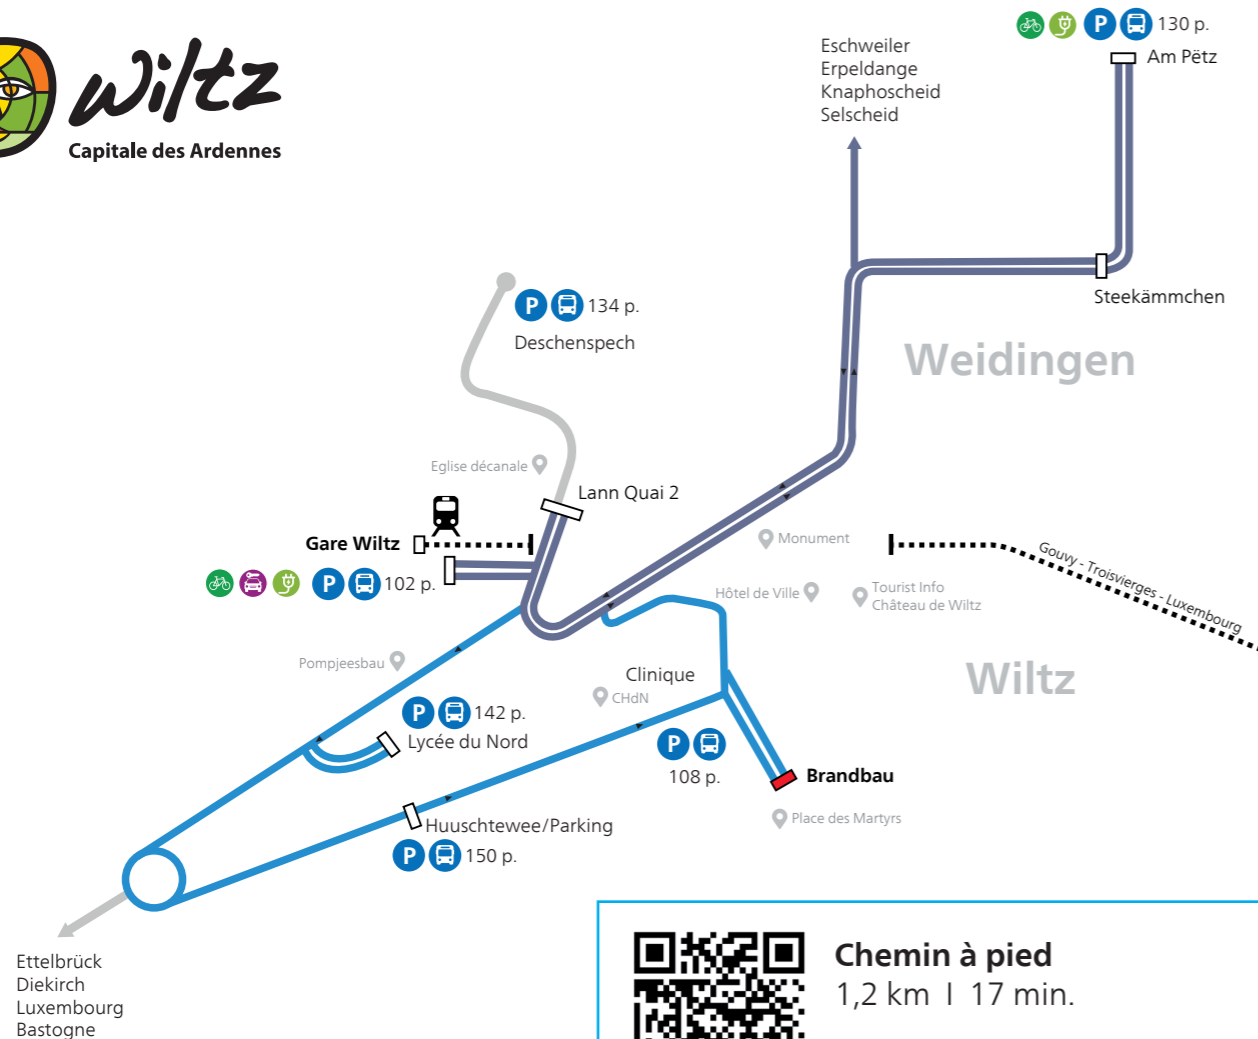 Wiltz
Capitale des Ardennes
Eschweiler
Erpeldange
Knaphoscheid
Selscheid
P 130 p.
Am Pëtz
Steekämmchen
Weidingen
P 134 p.
Deschenspech
Eglise décanale
Lann Quai 2
Gare Wiltz
P 102 p.
Monument
Hôtel de Ville
Tourist Info
Château de Wiltz
Gouvy - Troisvierges - Luxembourg
Wiltz
Pompjeesbau
Clinique
CHdN
P 142 p.
Lycée du Nord
P
108 p.
Brandbau
Place des Martyrs
Huuschtewee/Parking
P 150 p.
Ettelbrück
Diekirch
Luxembourg
Bastogne
Chemin à pied
1,2 km I 17 min.